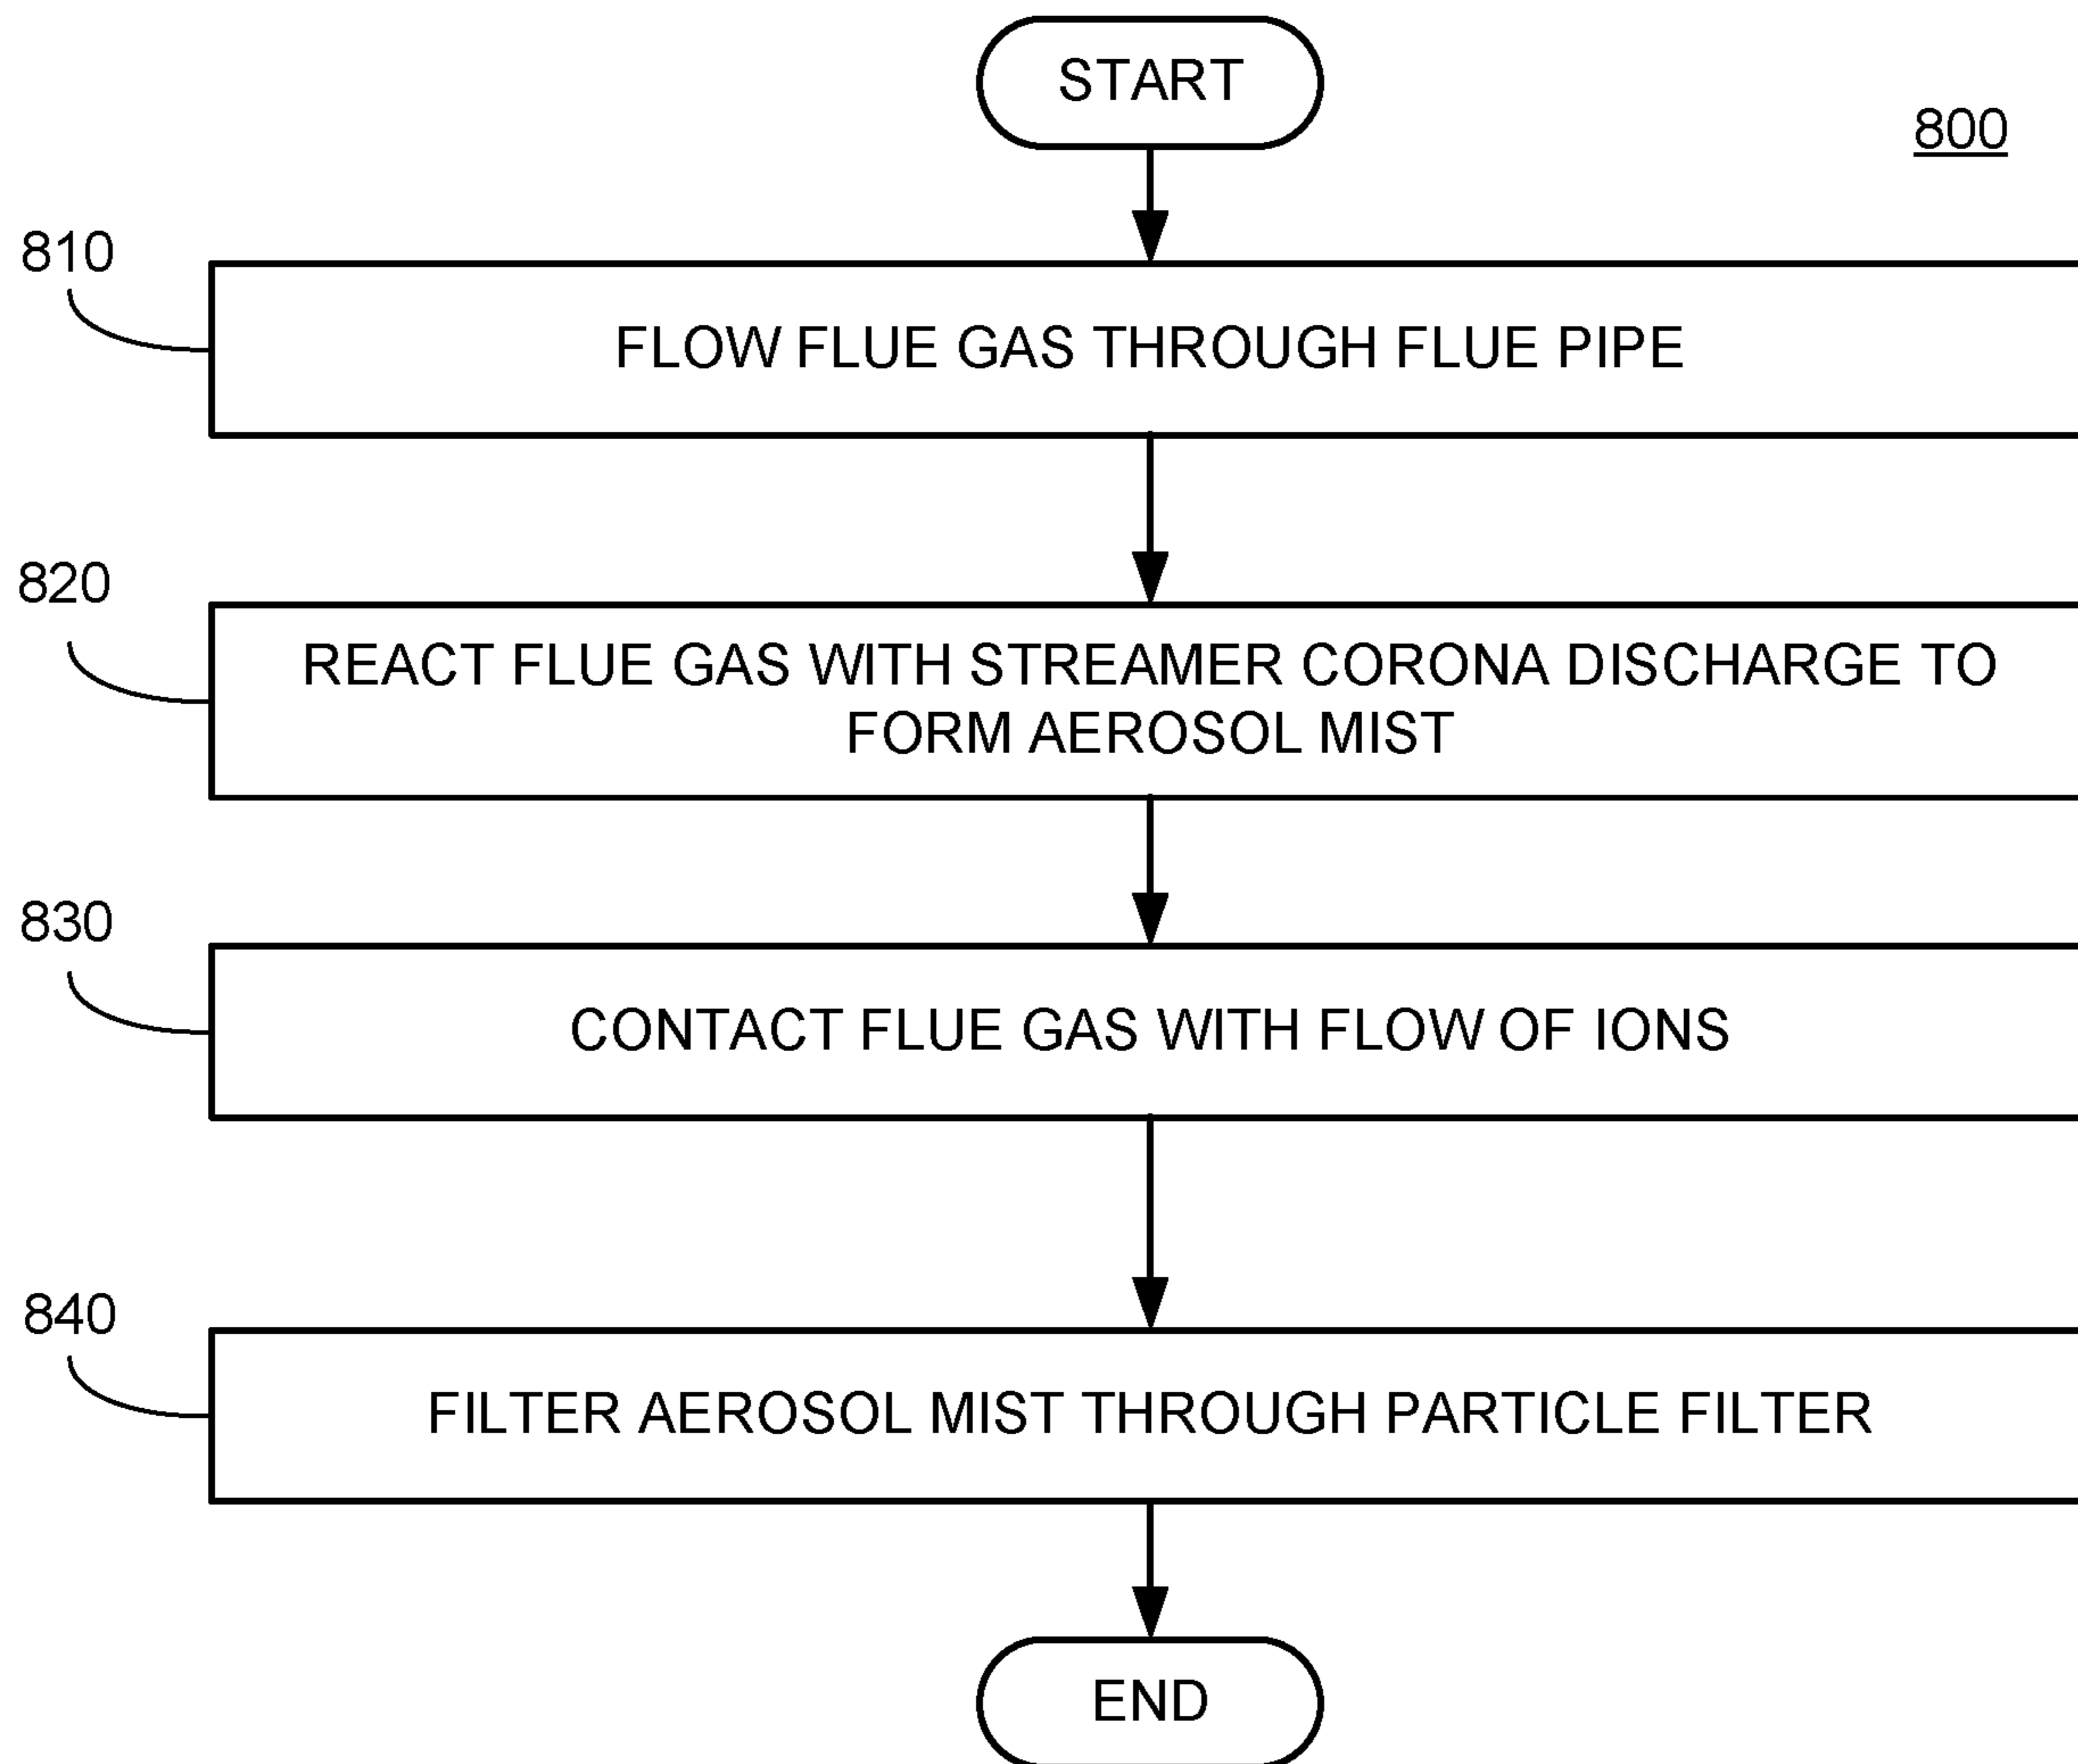 START
800
810
FLOW FLUE GAS THROUGH FLUE PIPE
820
REACT FLUE GAS WITH STREAMER CORONA DISCHARGE TO
FORM AEROSOL MIST
830
CONTACT FLUE GAS WITH FLOW OF IONS
840
FILTER AEROSOL MIST THROUGH PARTICLE FILTER
END